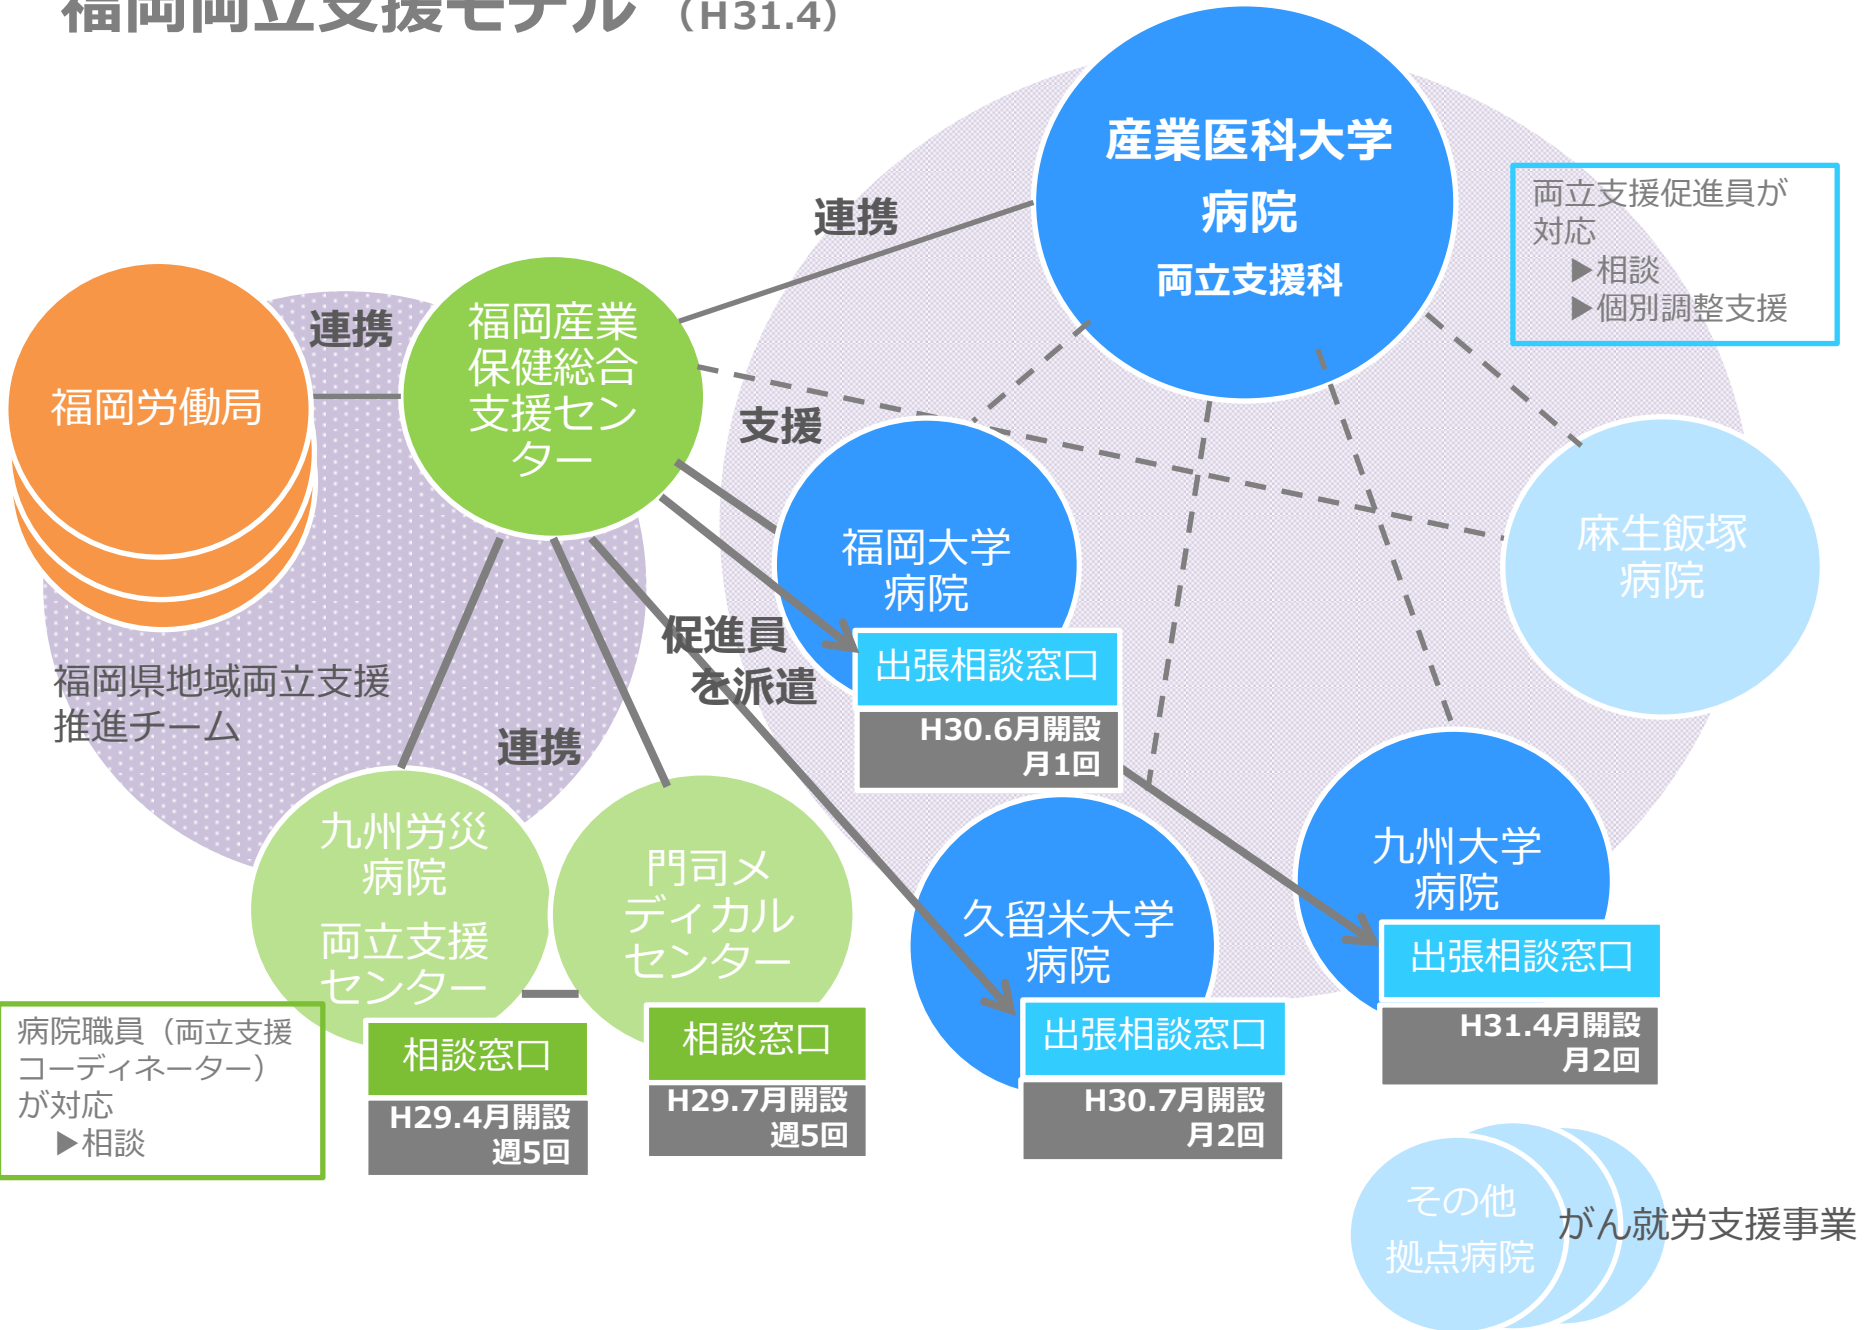 福岡両立支援モデル（H31.4）
産業医科大学
病院
両立支援科
両立支援促進員が
対応
▶相談
▶個別調整支援
連携
連携
福岡産業
保健総合
支援セン
ター
福岡労働局
支援
福岡大学
病院
麻生飯塚
病院
促進員
を派遣
出張相談窓口
H30.6月開設
月1回
福岡県地域両立支援
推進チーム
連携
九州労災
病院
両立支援
センター
門司メ
ディカル
センター
久留米大学
病院
九州大学
病院
出張相談窓口
H31.4月開設
月2回
病院職員（両立支援
コーディネーター）
が対応
▶相談
相談窓口
H29.4月開設
週5回
相談窓口
H29.7月開設
週5回
出張相談窓口
H30.7月開設
月2回
その他
拠点病院
がん就労支援事業